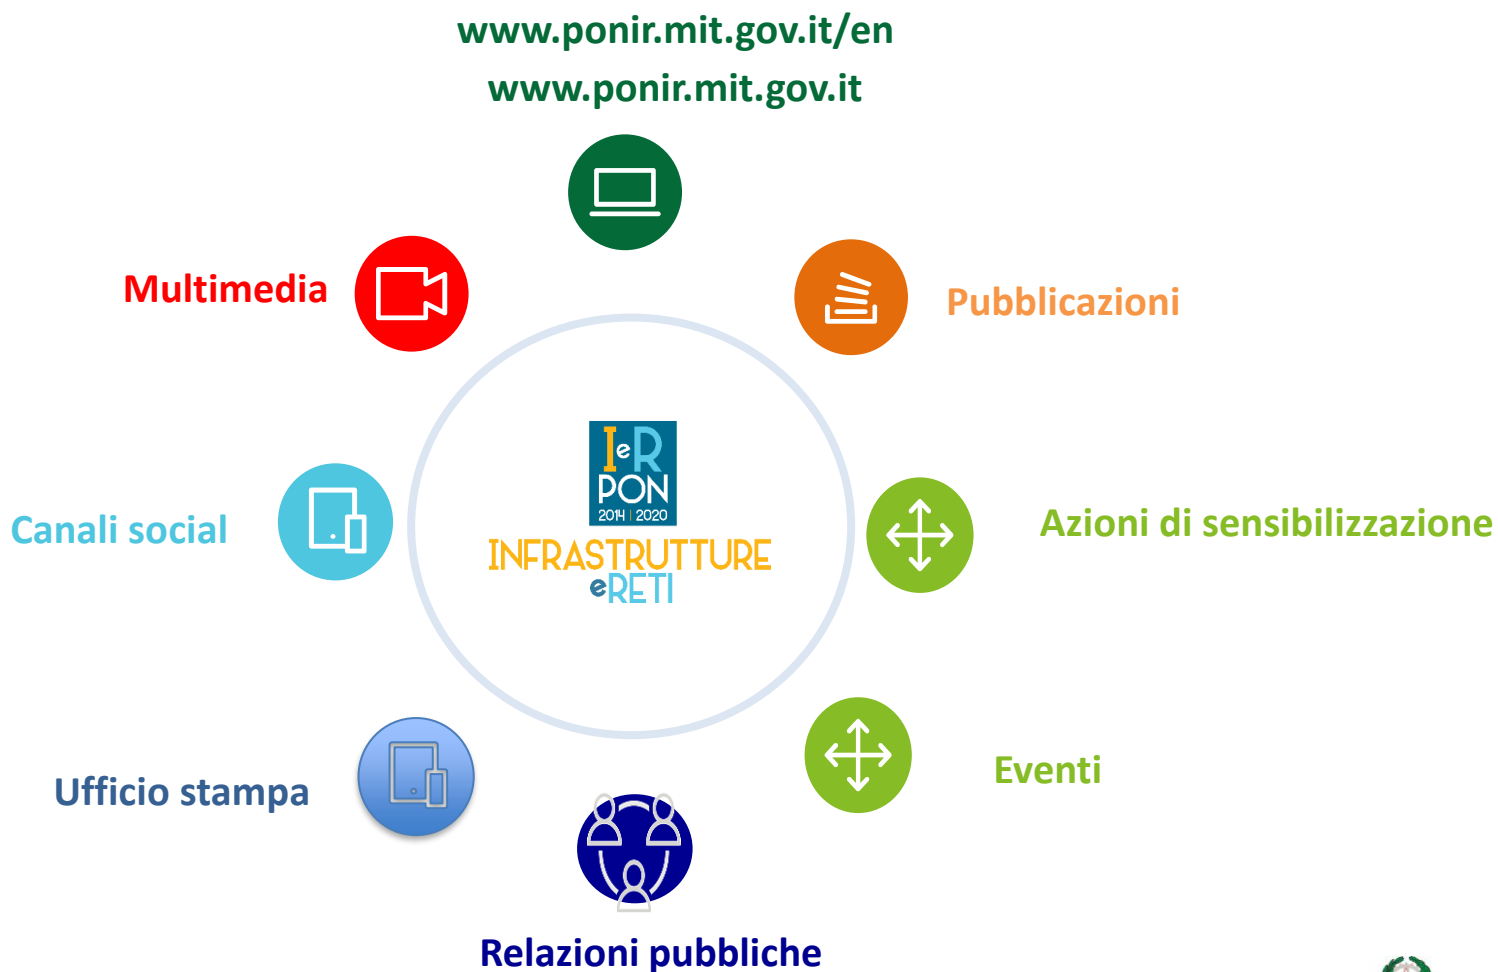 www.ponir.mit.gov.it/en
www.ponir.mit.gov.it
Multimedia
Pubblicazioni
IeR
PON
2014 | 2020
INFRASTRUTTURE
eRETI
Canali social
Azioni di sensibilizzazione
Ufficio stampa
Eventi
Relazioni pubbliche